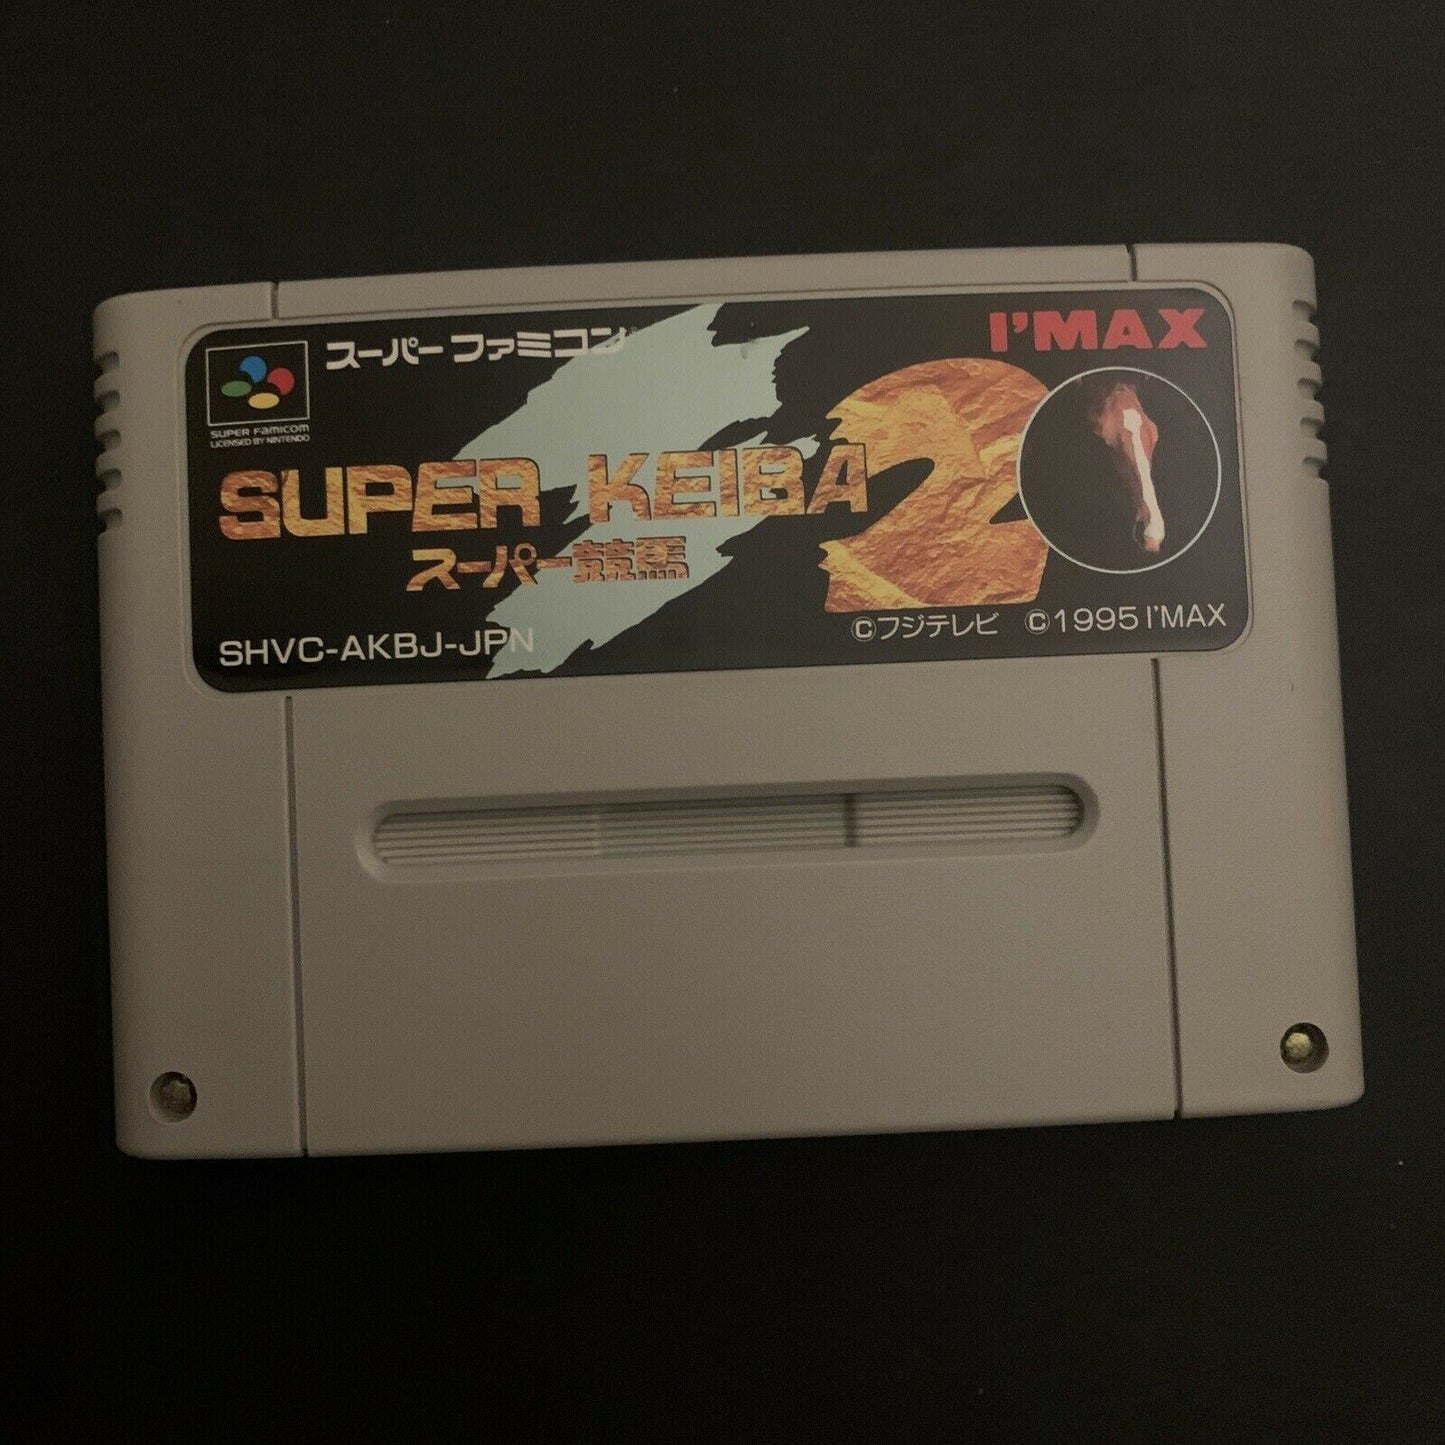 スーパーファミコン
I'MAX
SUPER FAMICOM
LICENSED BY NINTENDO
SUPER KEIBA 2
スーパー競馬
SHVC-AKBJ-JPN
©フジテレビ ©1995 I'MAX